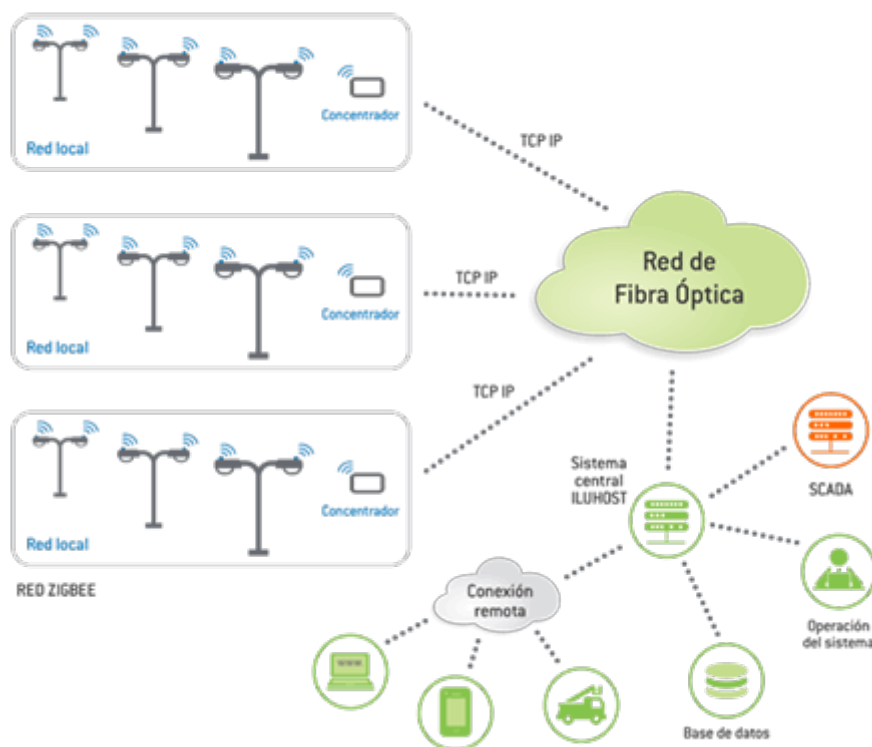 Concentrador
Red local
TCP IP
Concentrador
Red local
TCP IP
Red de
Fibra Óptica
Concentrador
Red local
TCP IP
RED ZIGBEE
Sistema
central
ILUHOST
SCADA
Conexión
remota
Operación
del sistema
www.
Base de datos